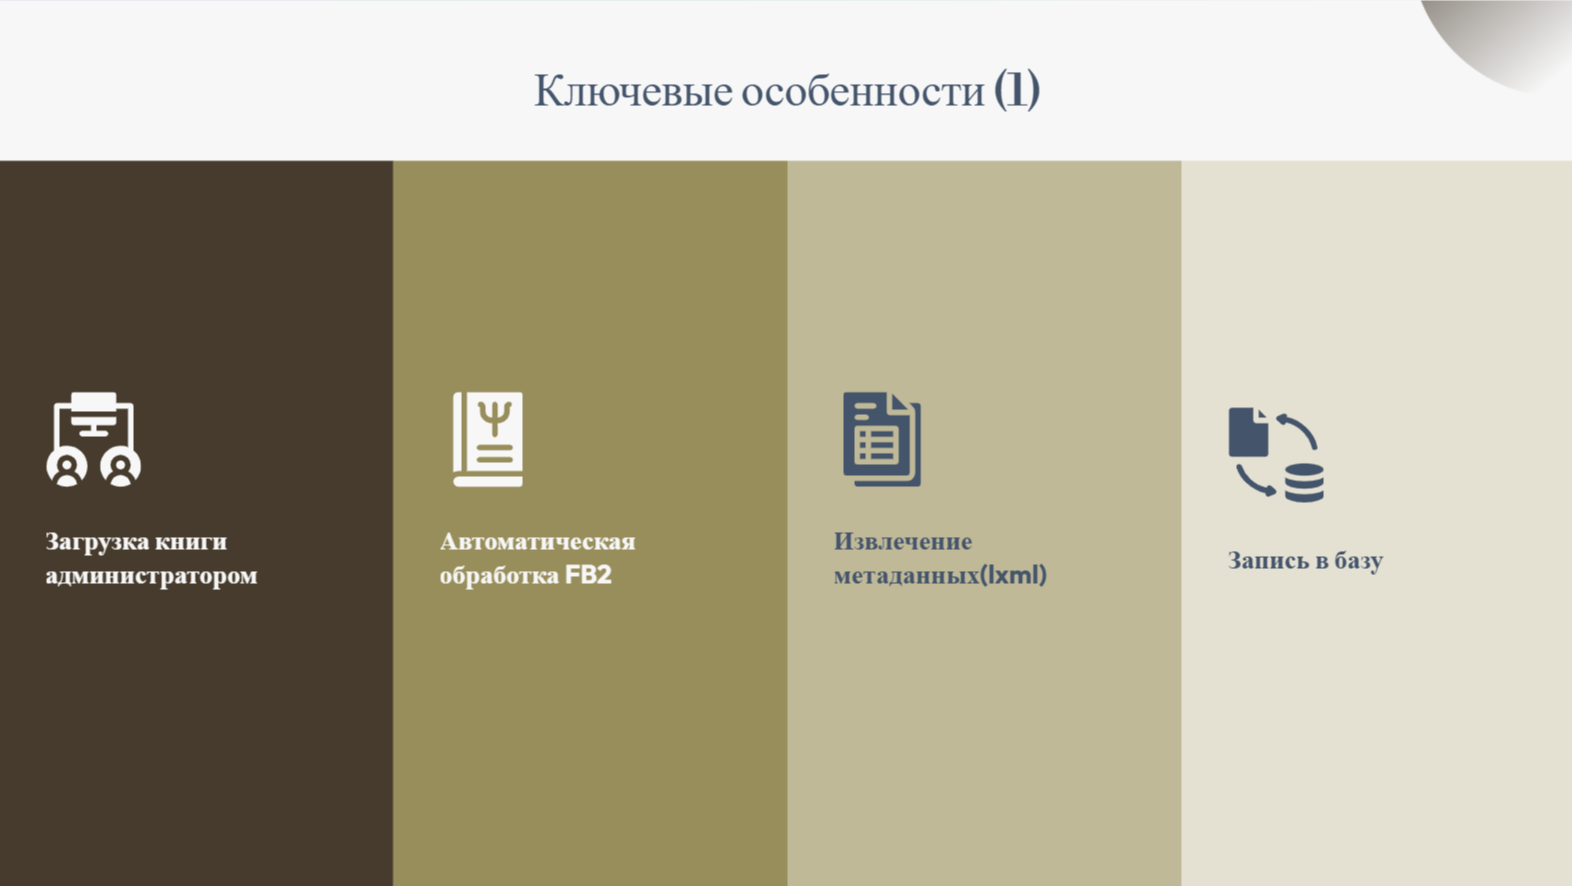 Ключевые особенности (1)
Загрузка книги
администратором
Автоматическая
обработка FB2
Извлечение
метаданных(lxml)
Запись в базу